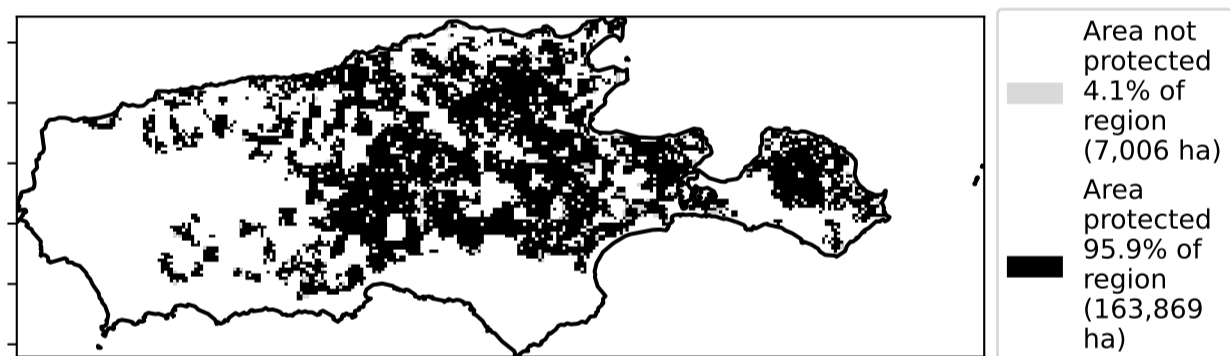 Area not
protected
4.1% of
region
(7,006 ha)
Area
protected
95.9% of
region
(163,869
ha)